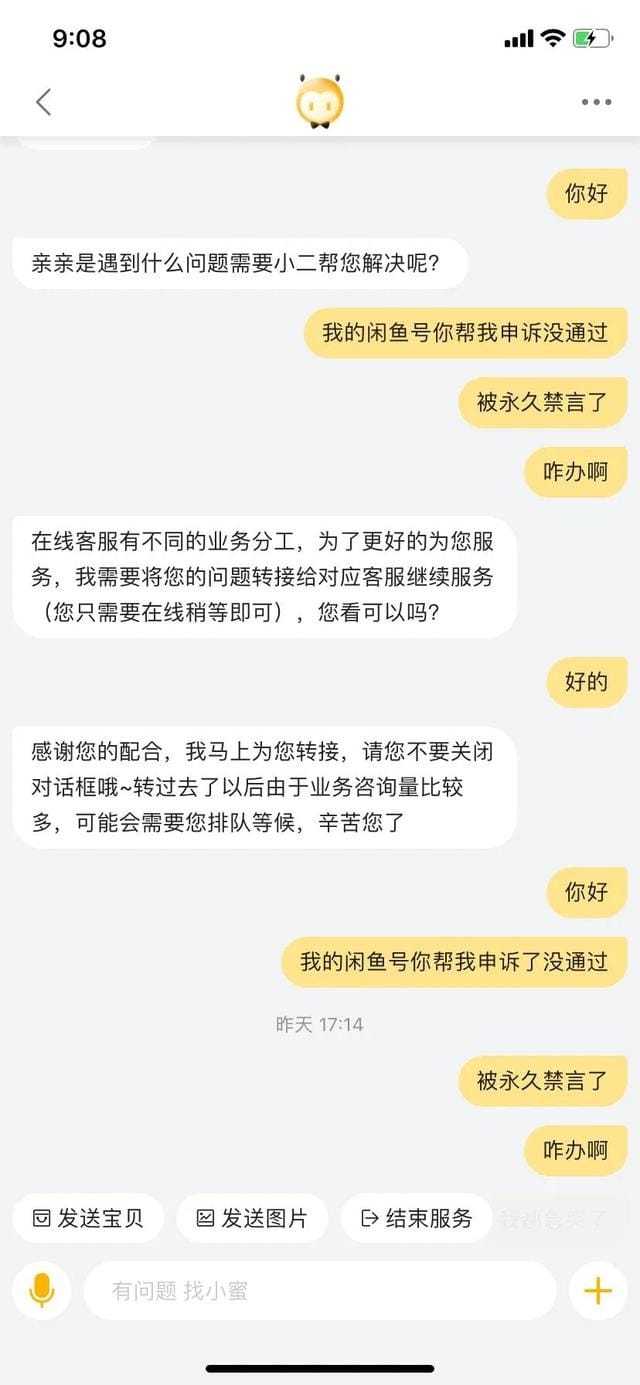 9:08
你好
亲亲是遇到什么问题需要小二帮您解决呢?
我的闲鱼号你帮我申诉没通过
被永久禁言了
咋办啊
在线客服有不同的业务分工，为了更好的为您服
务，我需要将您的问题转接给对应客服继续服务
（您只需要在线稍等即可），您看可以吗?
好的
感谢您的配合，我马上为您转接，请您不要关闭
对话框哦~转过去了以后由于业务咨询量比较
多，可能会需要您排队等候，辛苦您了
你好
我的闲鱼号你帮我申诉了没通过
昨天 17:14
被永久禁言了
咋办啊
发送宝贝
发送图片
结束服务
有问题 找小蜜